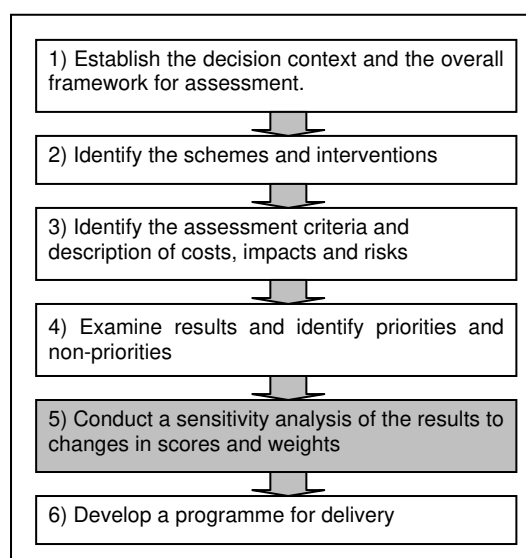 1) Establish the decision context and the overall
framework for assessment.
2) Identify the schemes and interventions
3) Identify the assessment criteria and
description of costs, impacts and risks
4) Examine results and identify priorities and
non-priorities
5) Conduct a sensitivity analysis of the results to
changes in scores and weights
6) Develop a programme for delivery